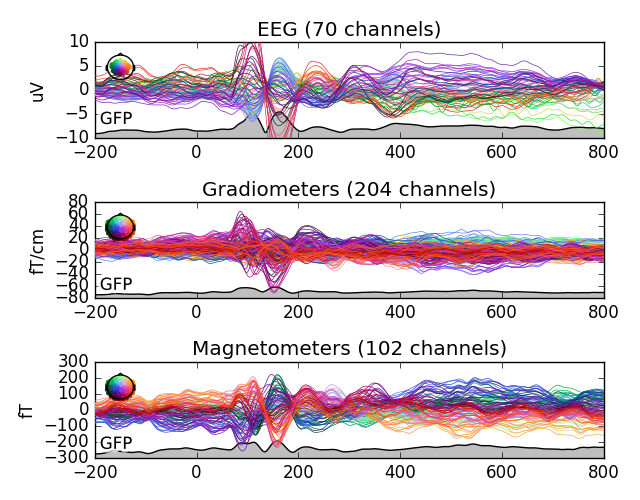 EEG (70 channels)
10
5
0
−5
−10
uV
GFP
−200 0 200 400 600 800
Gradiometers (204 channels)
80
60
40
20
0
−20
−40
−60
−80
fT/cm
GFP
−200 0 200 400 600 800
Magnetometers (102 channels)
300
200
100
0
−100
−200
−300
fT
GFP
−200 0 200 400 600 800